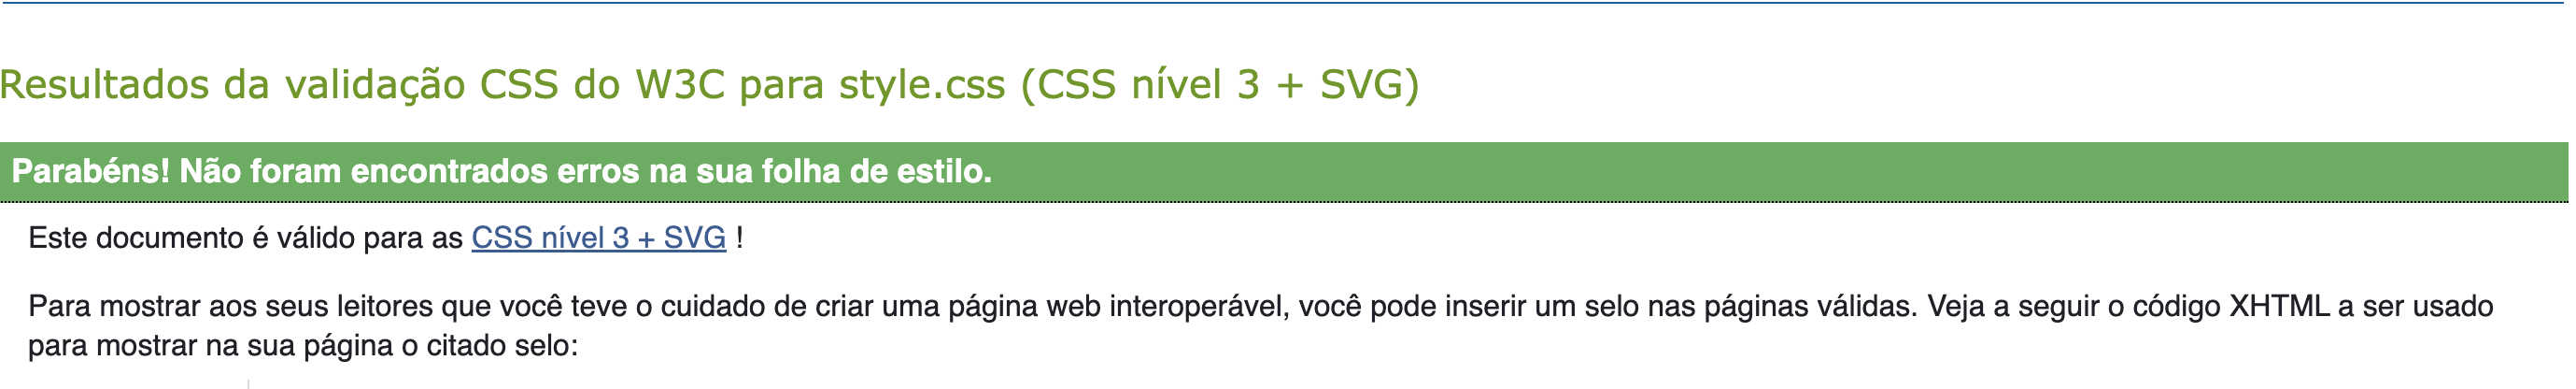 Resultados da validação CSS do W3C para style.css (CSS nível 3 + SVG)
Parabéns! Não foram encontrados erros na sua folha de estilo.
Este documento é válido para as CSS nível 3 + SVG !
Para mostrar aos seus leitores que você teve o cuidado de criar uma página web interoperável, você pode inserir um selo nas páginas válidas. Veja a seguir o código XHTML a ser usado
para mostrar na sua página o citado selo: